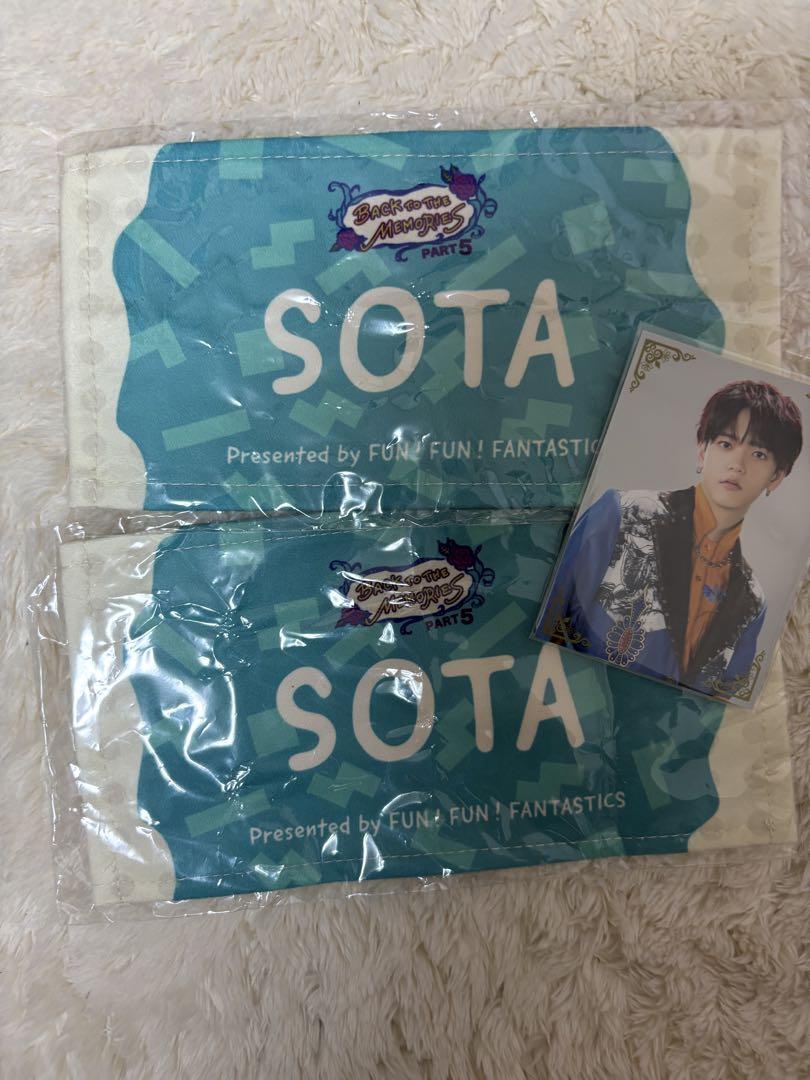 BACK TO THE
MEMORIES
PART 5
SOTA
Presented by FUN! FUN! FANTASTICS
BACK TO THE
MEMORIES
PART 5
SOTA
Presented by FUN! FUN! FANTASTICS